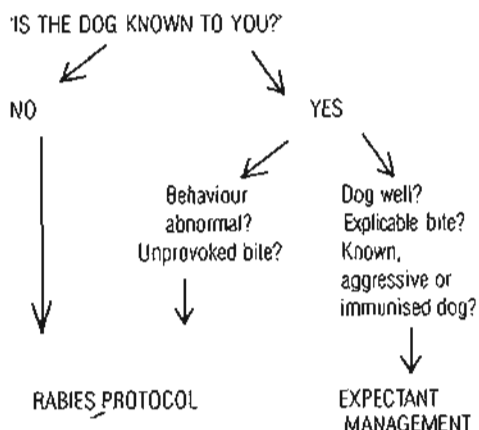 'IS THE DOG KNOWN TO YOU?'
NO
YES
Behaviour
abnormal?
Unprovoked bite?
Dog well?
Explicable bite?
Known,
aggressive or
immunised dog?
RABIES PROTOCOL
EXPECTANT
MANAGEMENT